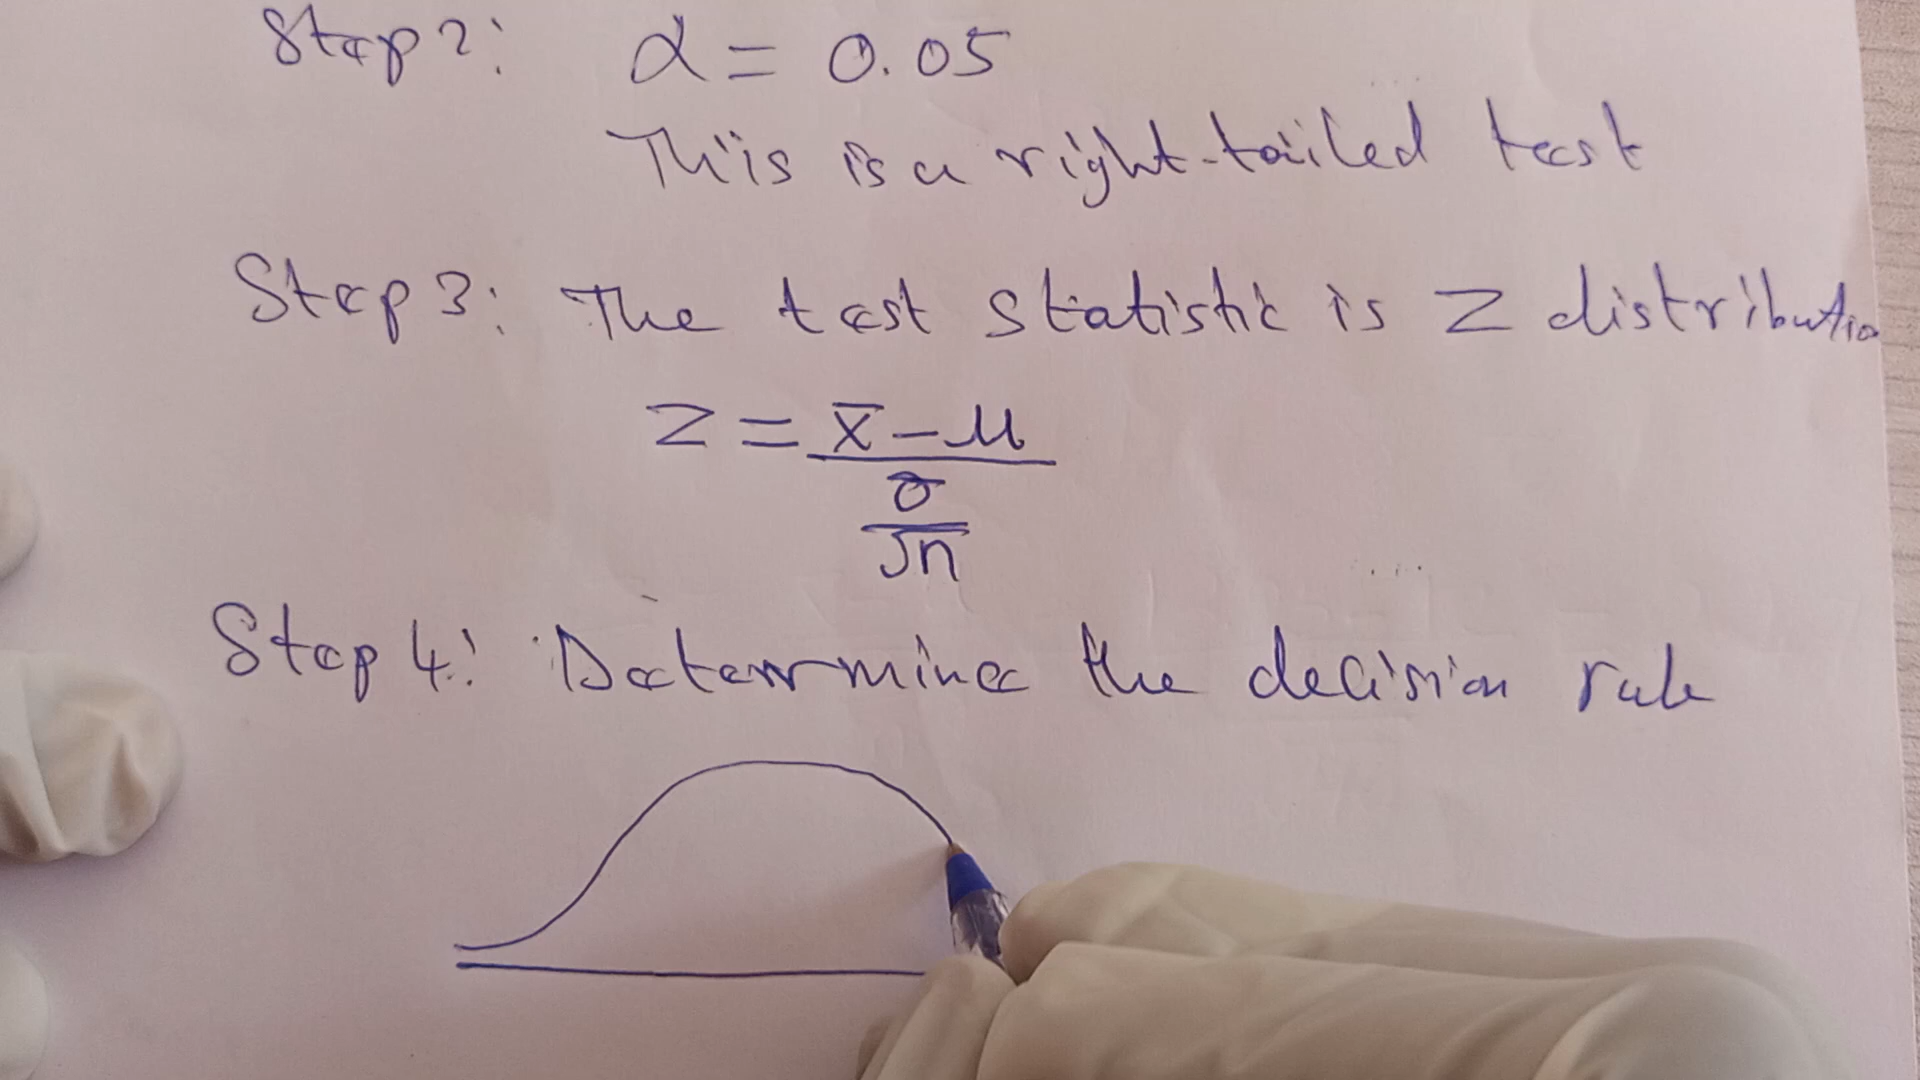 Step 2: α = 0.05
This is a right-tailed test
Step 3: The test statistic is Z distribution
Z = x̄ - μ
σ
√n
Step 4: Determine the decision rule